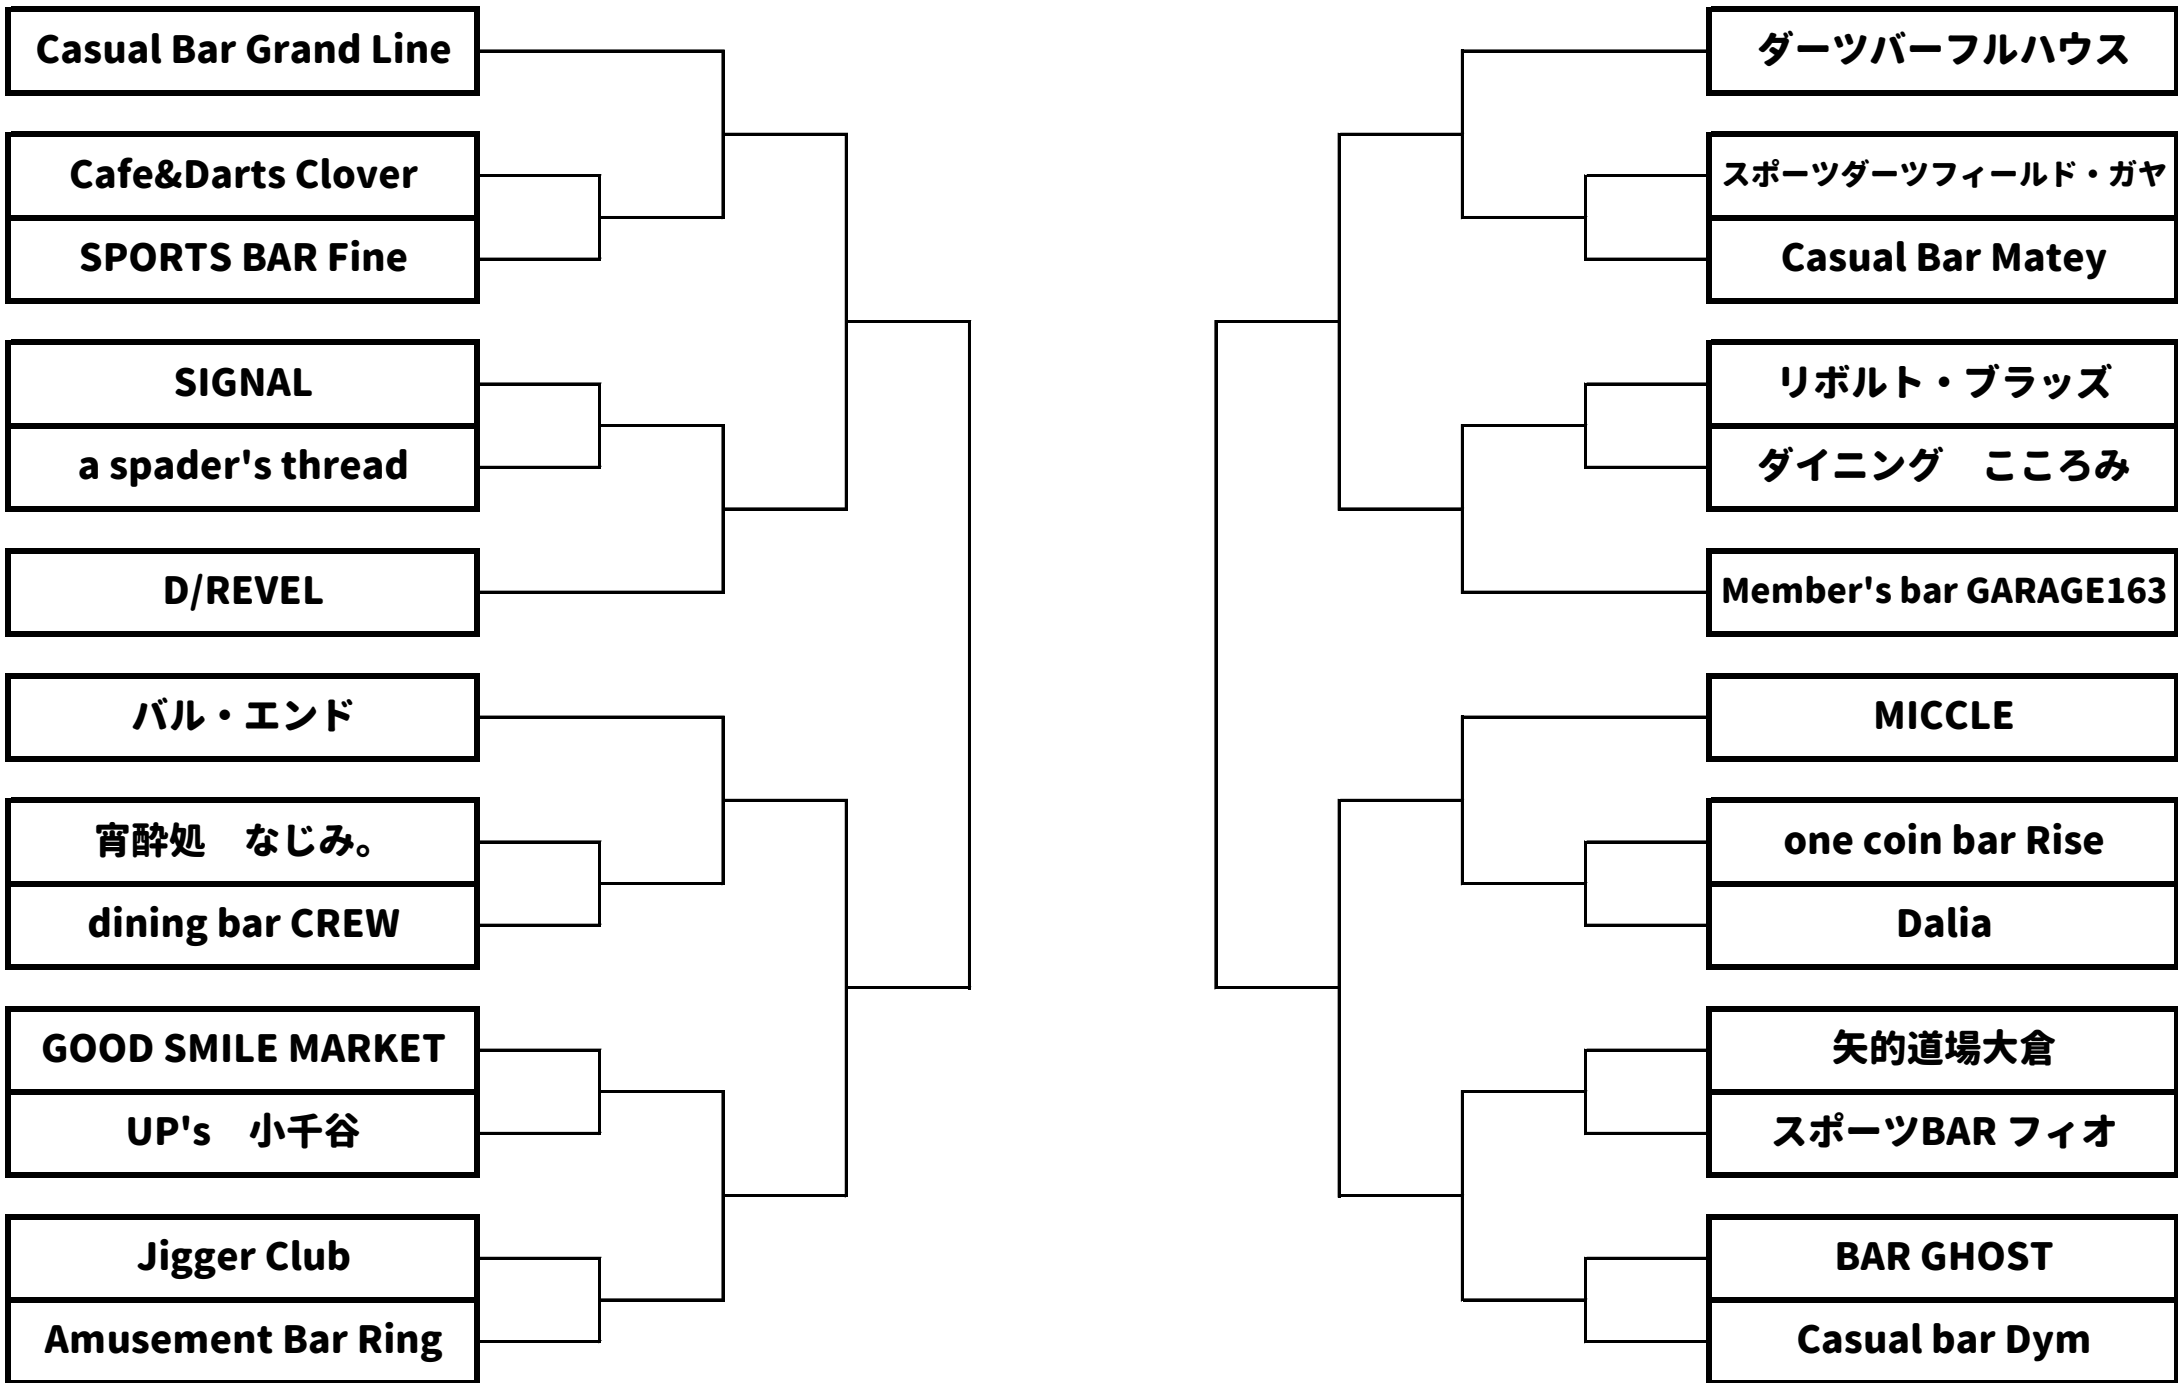 Casual Bar Grand Line
Cafe&Darts Clover
SPORTS BAR Fine
SIGNAL
a spader's thread
D/REVEL
バル・エンド
宵酔処　なじみ。
dining bar CREW
GOOD SMILE MARKET
UP's　小千谷
Jigger Club
Amusement Bar Ring
ダーツバーフルハウス
スポーツダーツフィールド・ガヤ
Casual Bar Matey
リボルト・ブラッズ
ダイニング　こころみ
Member's bar GARAGE163
MICCLE
one coin bar Rise
Dalia
矢的道場大倉
スポーツBAR フィオ
BAR GHOST
Casual bar Dym